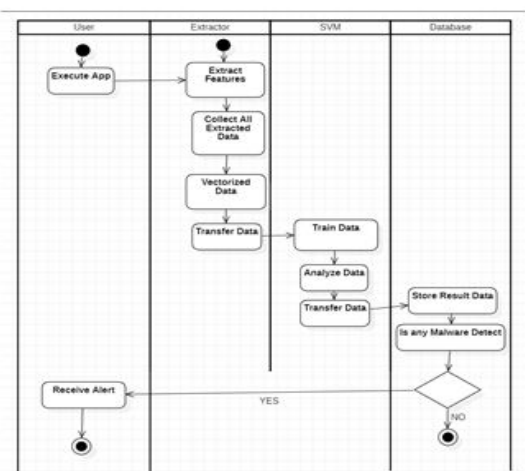 User
Extractor
SVM
Database
Execute App
Extract
Features
Collect All
Extracted
Data
Vectorized
Data
Transfer Data
Train Data
Analyze Data
Transfer Data
Store Result Data
Is any Malware Detect
Receive Alert
YES
NO